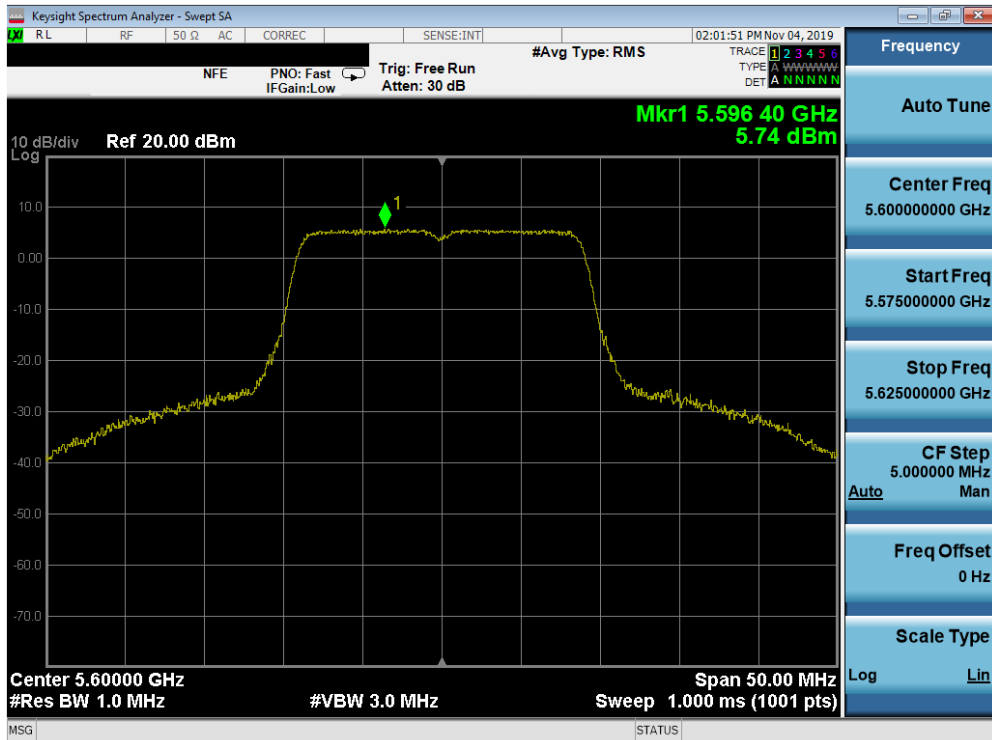 Keysight Spectrum Analyzer - Swept SA
LXI RL RF 50 Ω AC CORREC SENSE:INT 02:01:51 PM Nov 04, 2019
NFE PNO: Fast Trig: Free Run #Avg Type: RMS TRACE 1 2 3 4 5 6
IFGain:Low Atten: 30 dB TYPE A WWWWW
DET A N N N N N
Mkr1 5.596 40 GHz
5.74 dBm
10 dB/div Ref 20.00 dBm
Log
1
10.0
0.00
-10.0
-20.0
-30.0
-40.0
-50.0
-60.0
-70.0
Center 5.60000 GHz Span 50.00 MHz
#Res BW 1.0 MHz #VBW 3.0 MHz Sweep 1.000 ms (1001 pts)
MSG STATUS
Frequency
Auto Tune
Center Freq
5.600000000 GHz
Start Freq
5.575000000 GHz
Stop Freq
5.625000000 GHz
CF Step
5.000000 MHz
Auto Man
Freq Offset
0 Hz
Scale Type
Log Lin